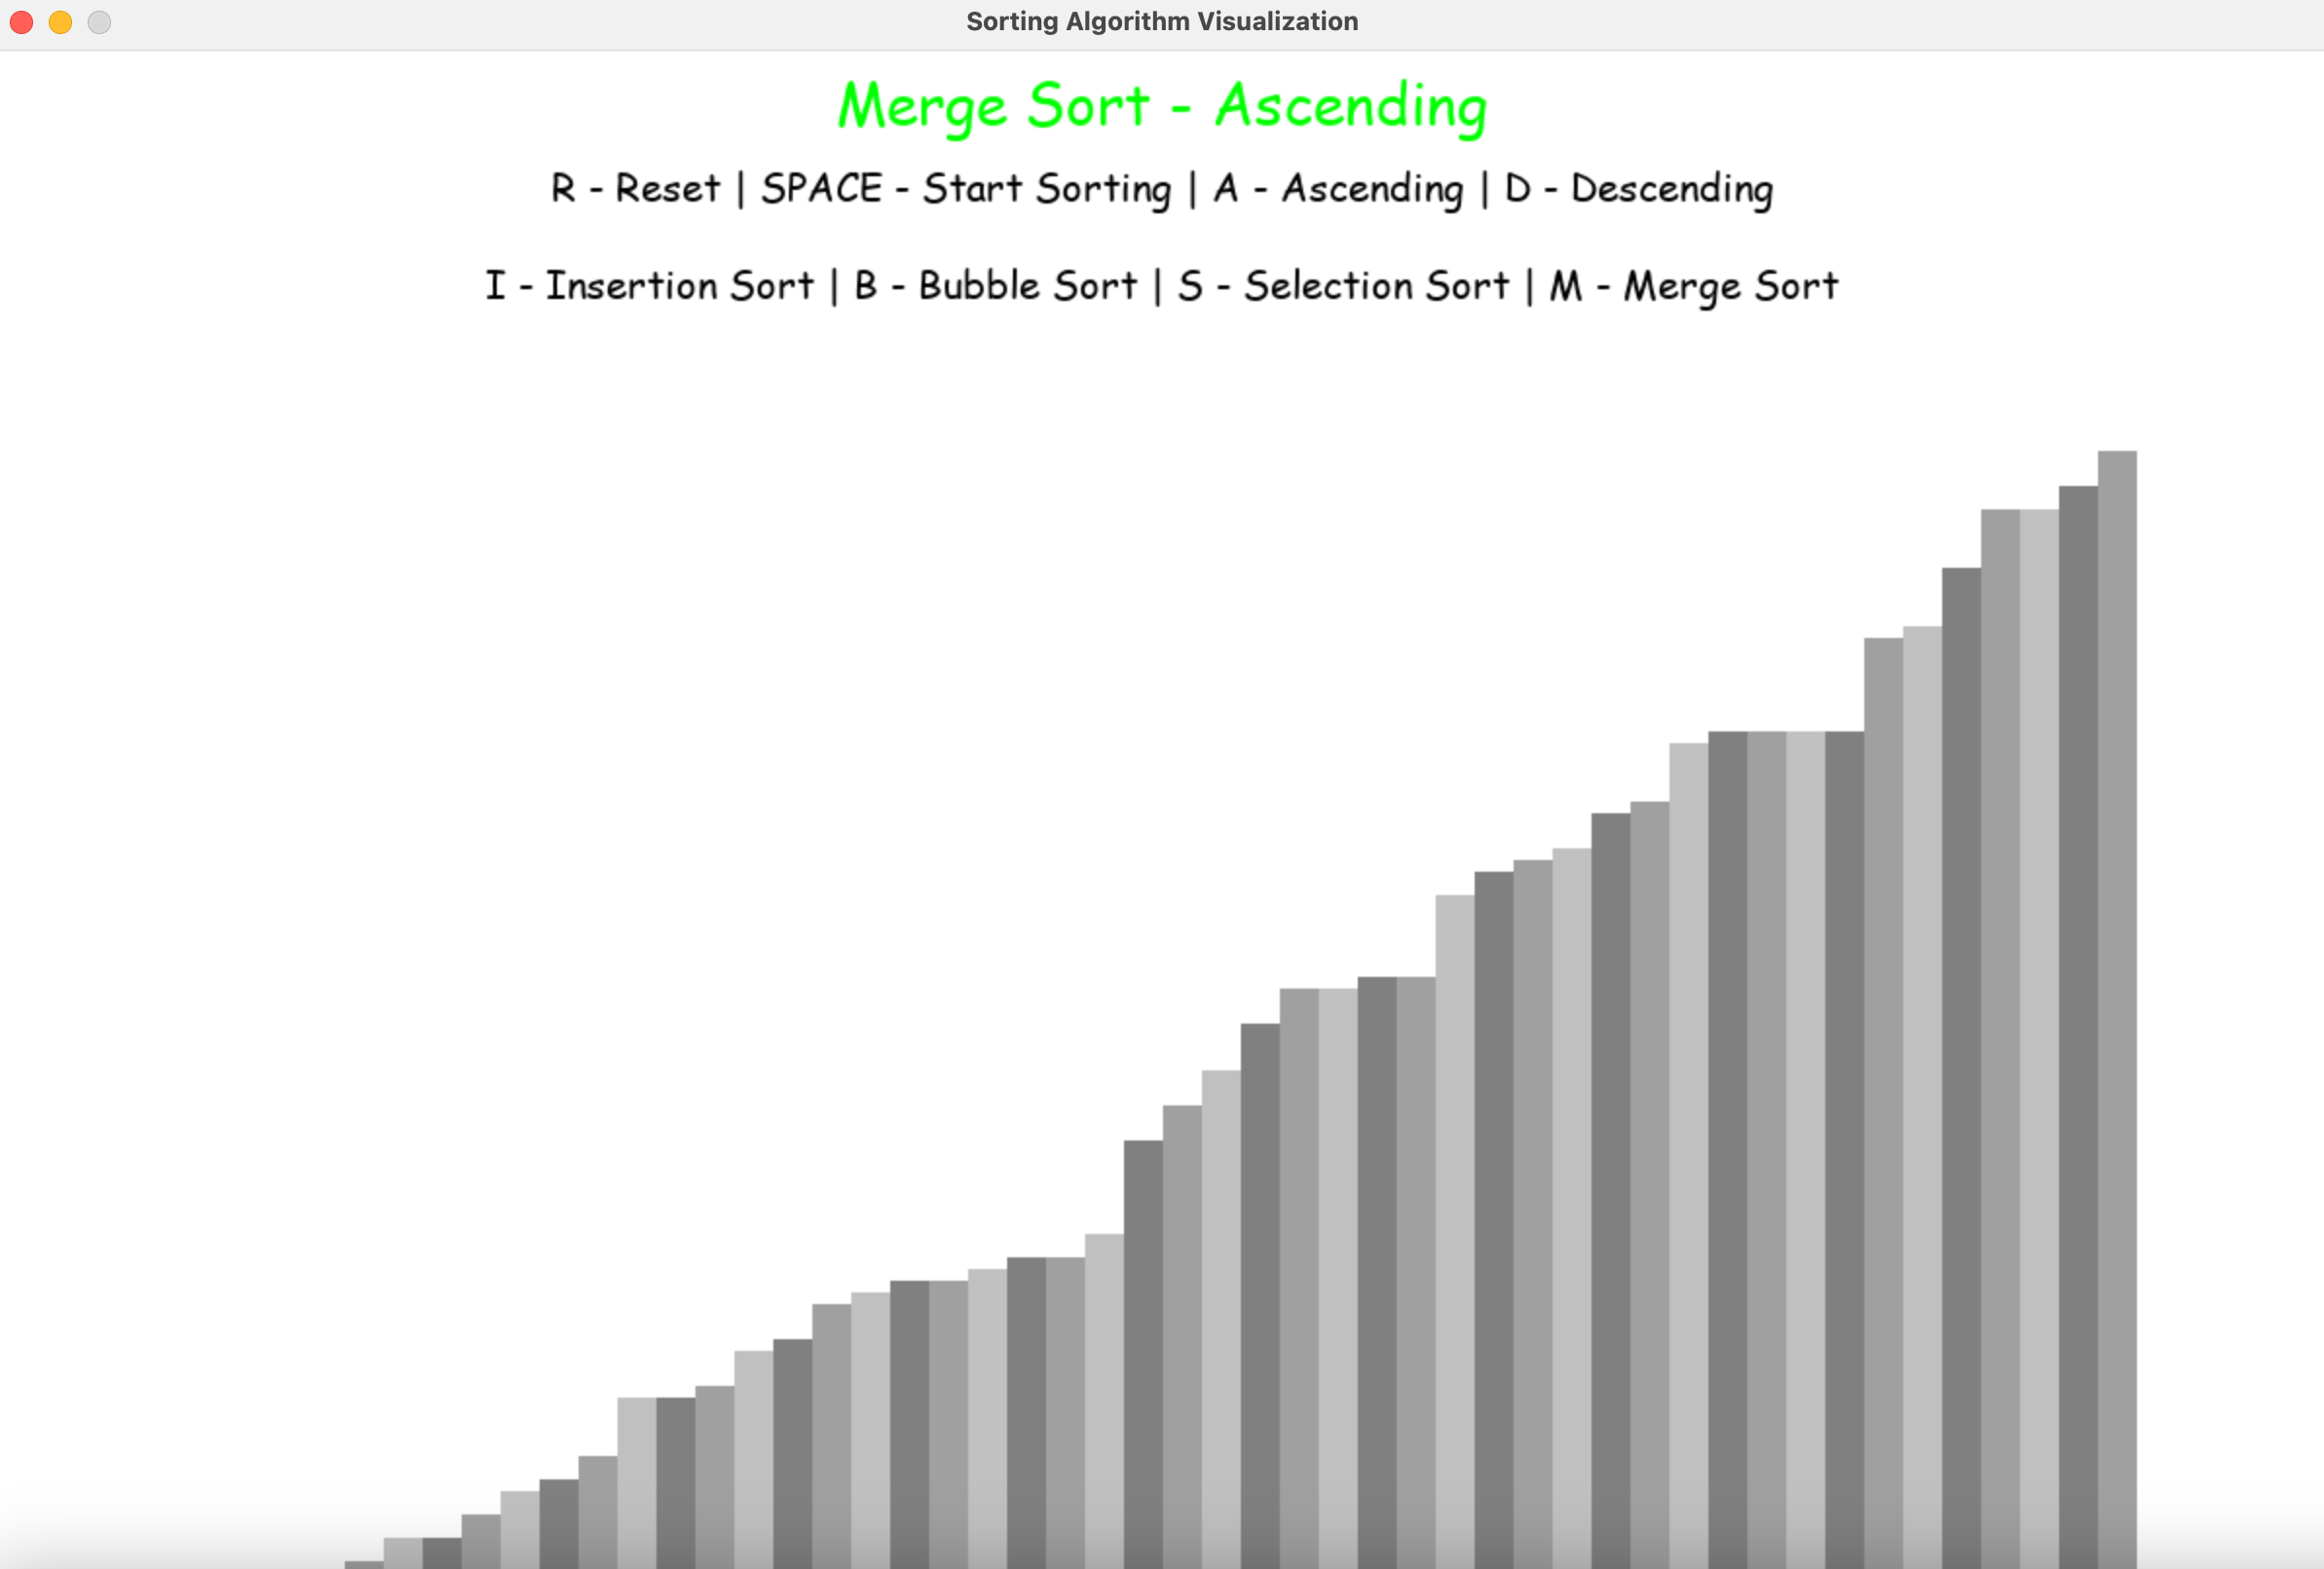 Sorting Algorithm Visualization
Merge Sort - Ascending
R - Reset | SPACE - Start Sorting | A - Ascending | D - Descending
I - Insertion Sort | B - Bubble Sort | S - Selection Sort | M - Merge Sort